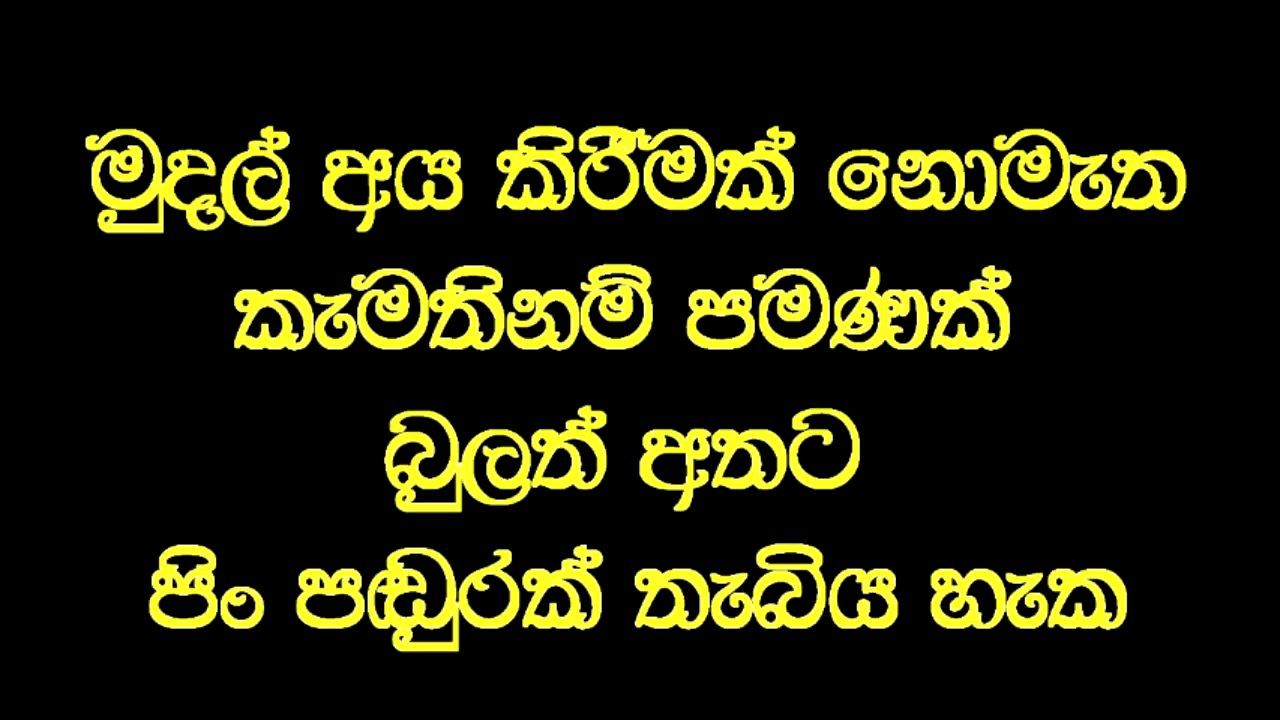 මුදල් අය කිරීමක් නොමැත
කැමතිනම් පමණක්
බුලත් අතට
පිං පඬුරක් තැබිය හැක